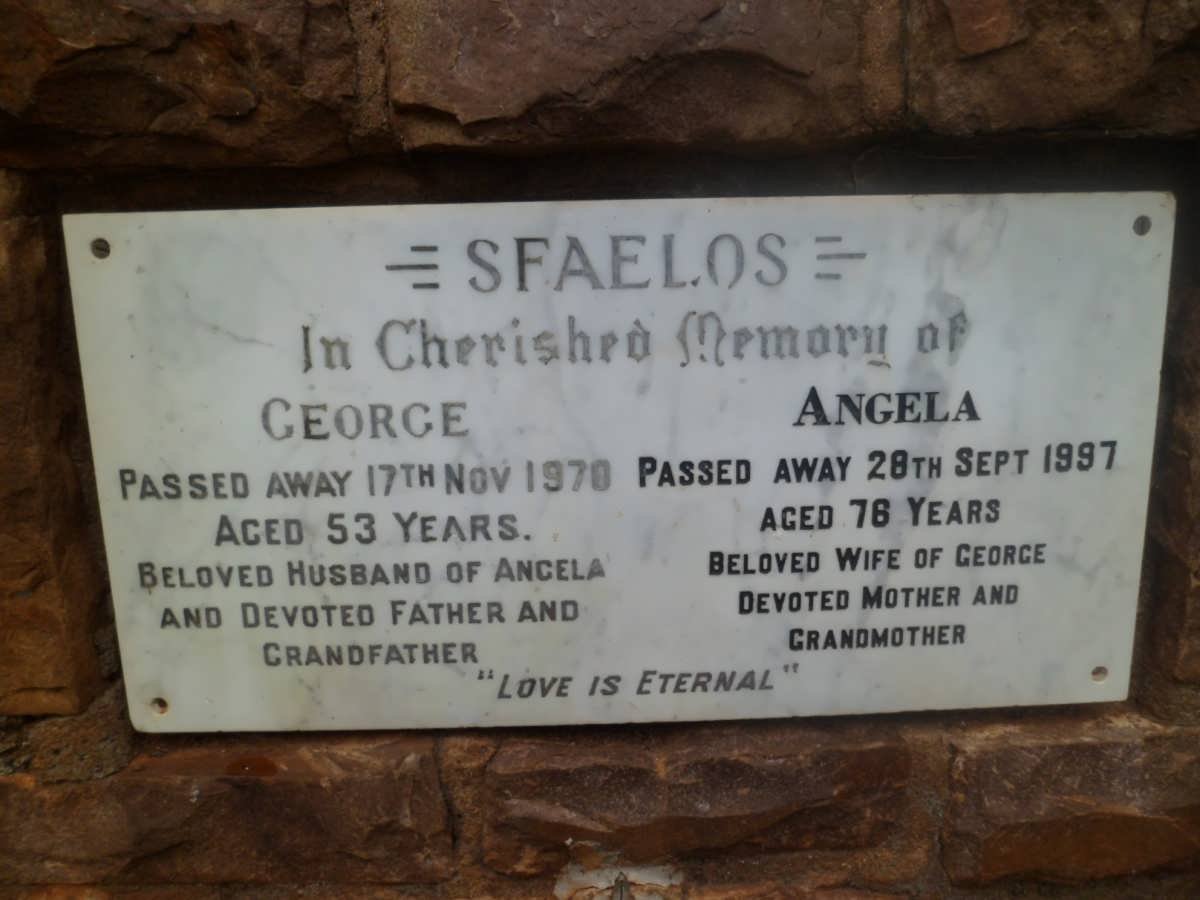 SFAELOS
In Cherished Memory of
GEORGE
PASSED AWAY 17TH NOV 1970
AGED 53 YEARS.
BELOVED HUSBAND OF ANGELA
AND DEVOTED FATHER AND
GRANDFATHER
ANGELA
PASSED AWAY 28TH SEPT 1997
AGED 76 YEARS
BELOVED WIFE OF GEORGE
DEVOTED MOTHER AND
GRANDMOTHER
"LOVE IS ETERNAL"